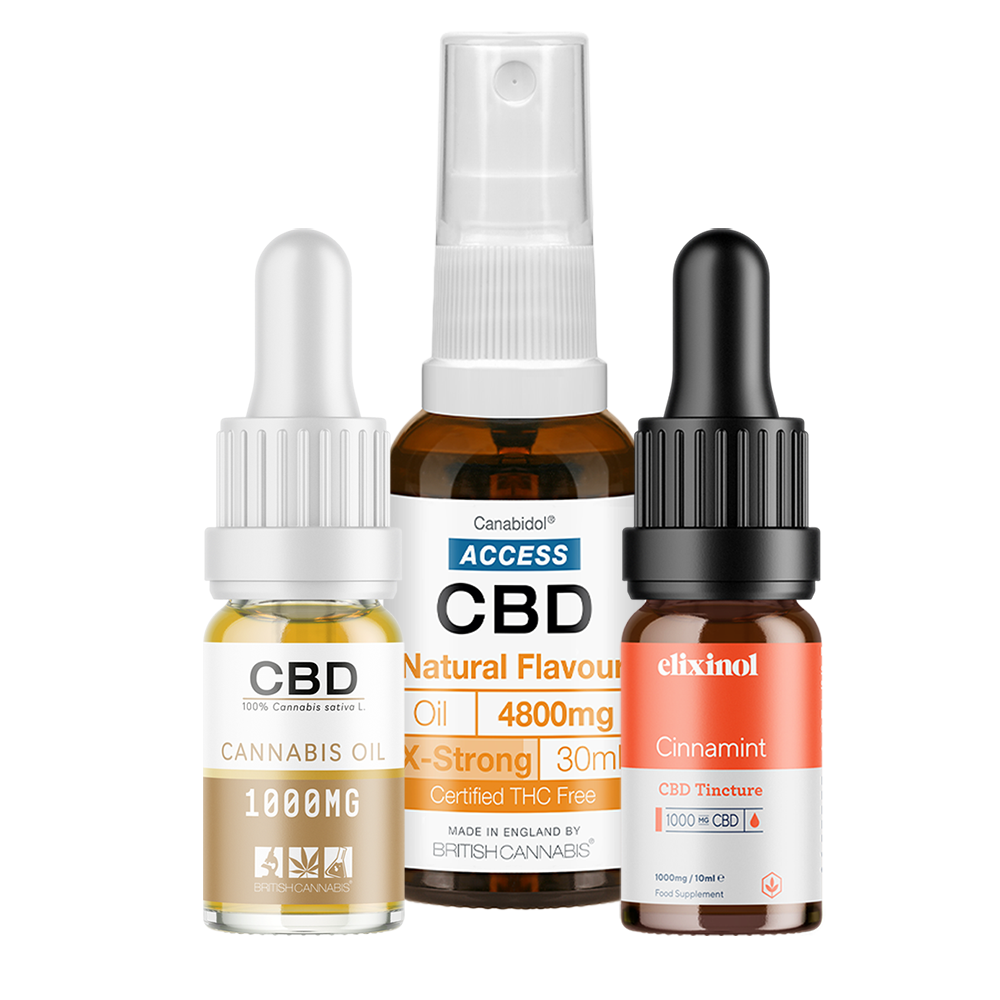 CBD
100% Cannabis sativa L.
CANNABIS OIL
1000MG
BRITISH CANNABIS®
Canabidol®
ACCESS
CBD
Natural Flavour
Oil 4800mg
X-Strong 30ml
Certified THC Free
MADE IN ENGLAND BY
BRITISH CANNABIS®
elixinol
Cinnamint
CBD Tincture
1000 MG CBD
1000mg / 10ml ℮
Food Supplement